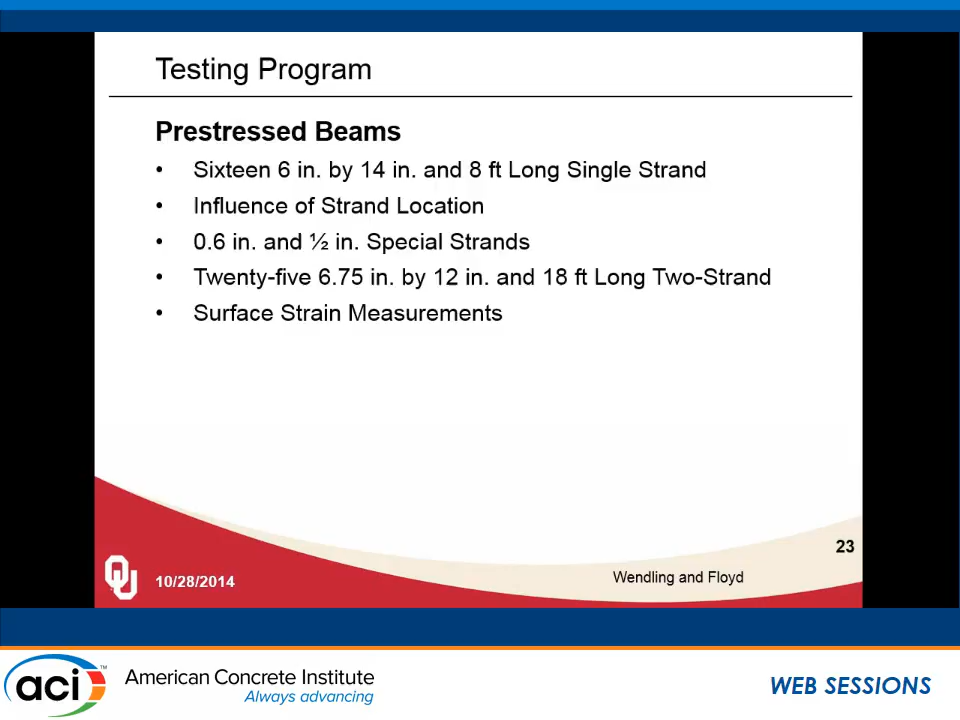 Testing Program
Prestressed Beams
• Sixteen 6 in. by 14 in. and 8 ft Long Single Strand
• Influence of Strand Location
• 0.6 in. and ½ in. Special Strands
• Twenty-five 6.75 in. by 12 in. and 18 ft Long Two-Strand
• Surface Strain Measurements
23
OU
10/28/2014
Wendling and Floyd
aci™
American Concrete Institute
Always advancing
WEB SESSIONS